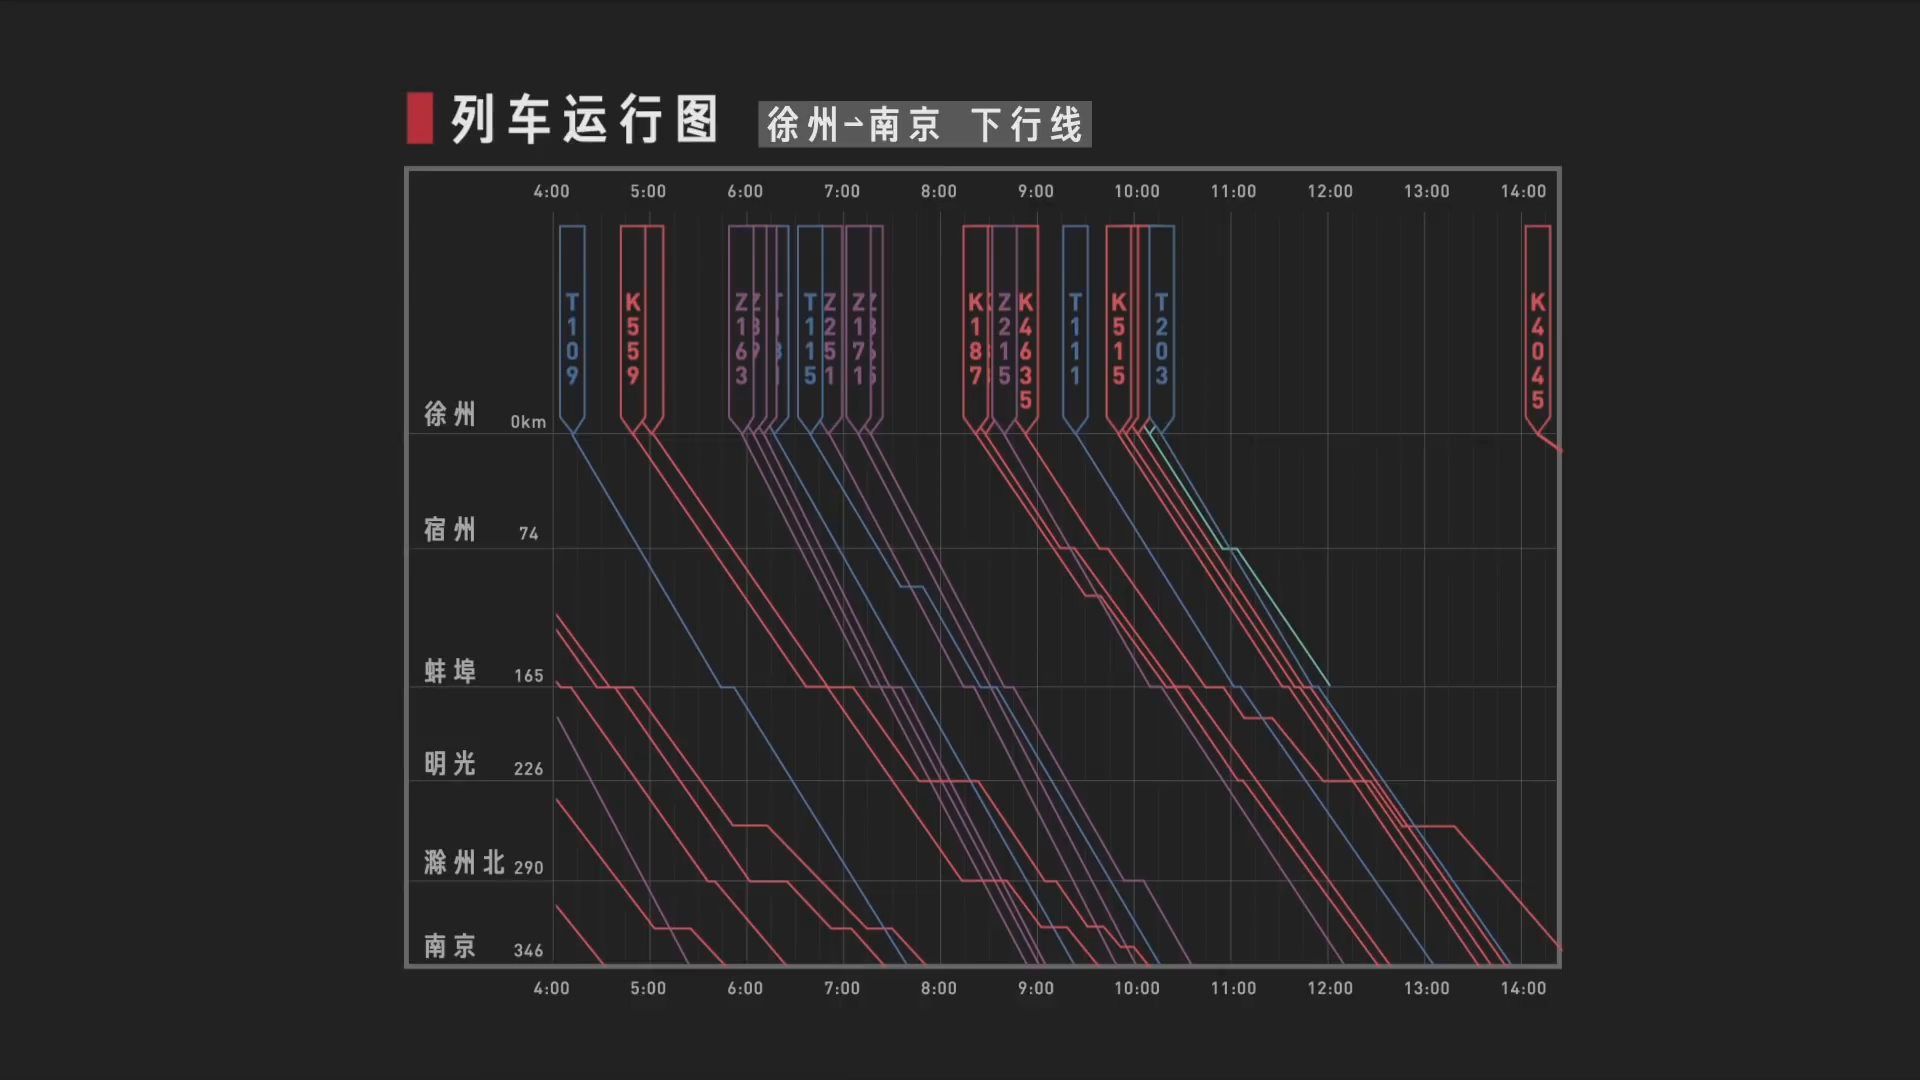 列车运行图 徐州→南京 下行线
4:00 5:00 6:00 7:00 8:00 9:00 10:00 11:00 12:00 13:00 14:00
T109 K559 Z163 T115 Z251 Z171 K187 Z215 K4635 T111 K515 T203 K4045
徐州 0km
宿州 74
蚌埠 165
明光 226
滁州北 290
南京 346
4:00 5:00 6:00 7:00 8:00 9:00 10:00 11:00 12:00 13:00 14:00